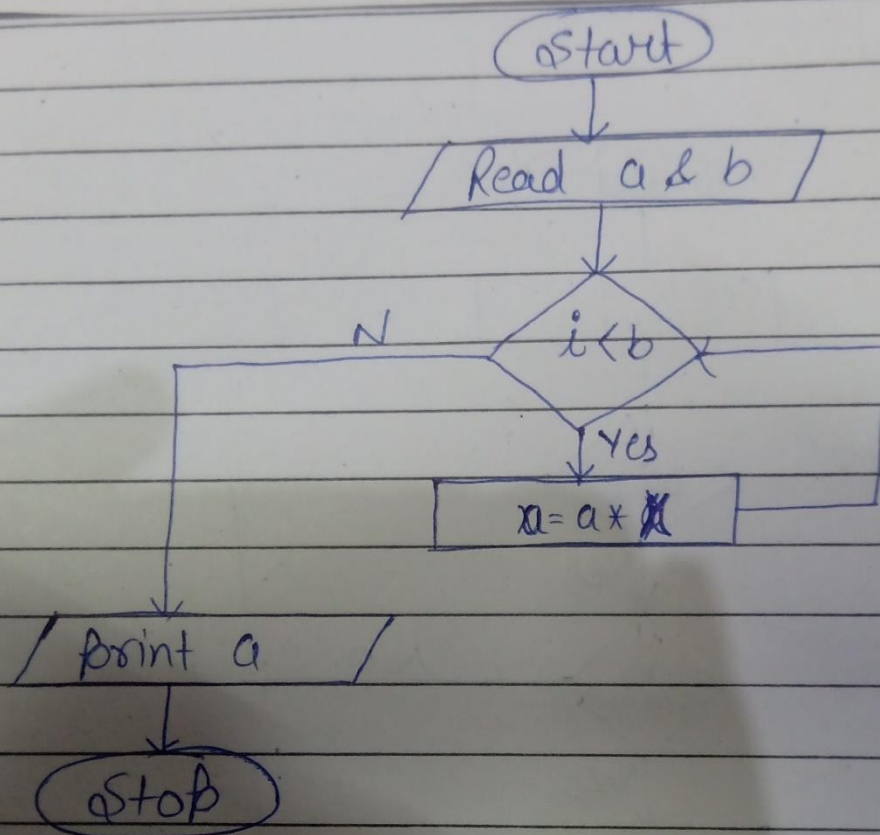 Start
Read a & b
i < b
N
Yes
a = a *
print a
Stop